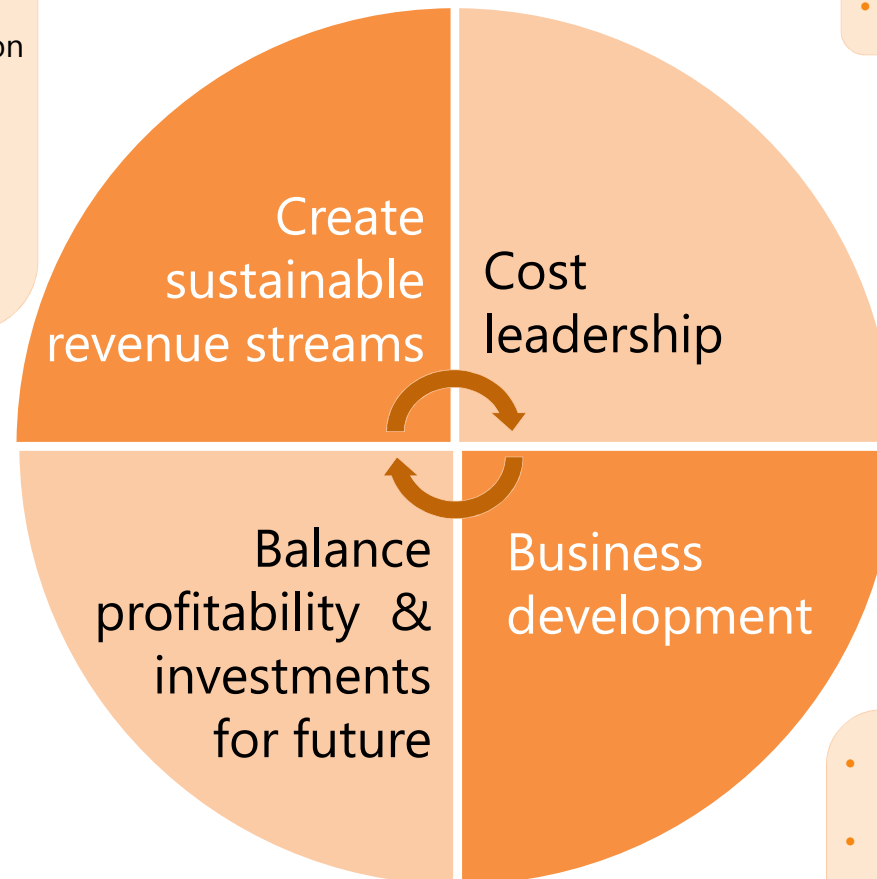 Create
sustainable
revenue streams
Cost
leadership
Balance
profitability &
investments
for future
Business
development